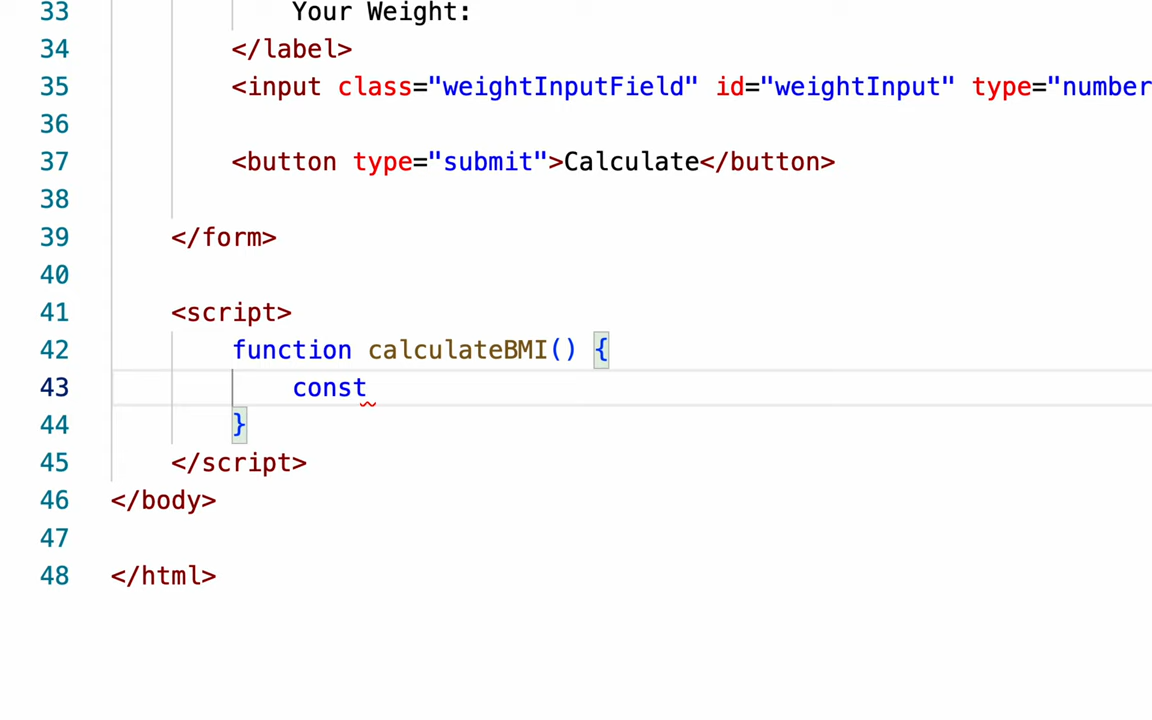 33 Your Weight:
34 </label>
35 <input class="weightInputField" id="weightInput" type="number
36
37 <button type="submit">Calculate</button>
38
39 </form>
40
41 <script>
42 function calculateBMI() {
43 const
44 }
45 </script>
46 </body>
47
48 </html>